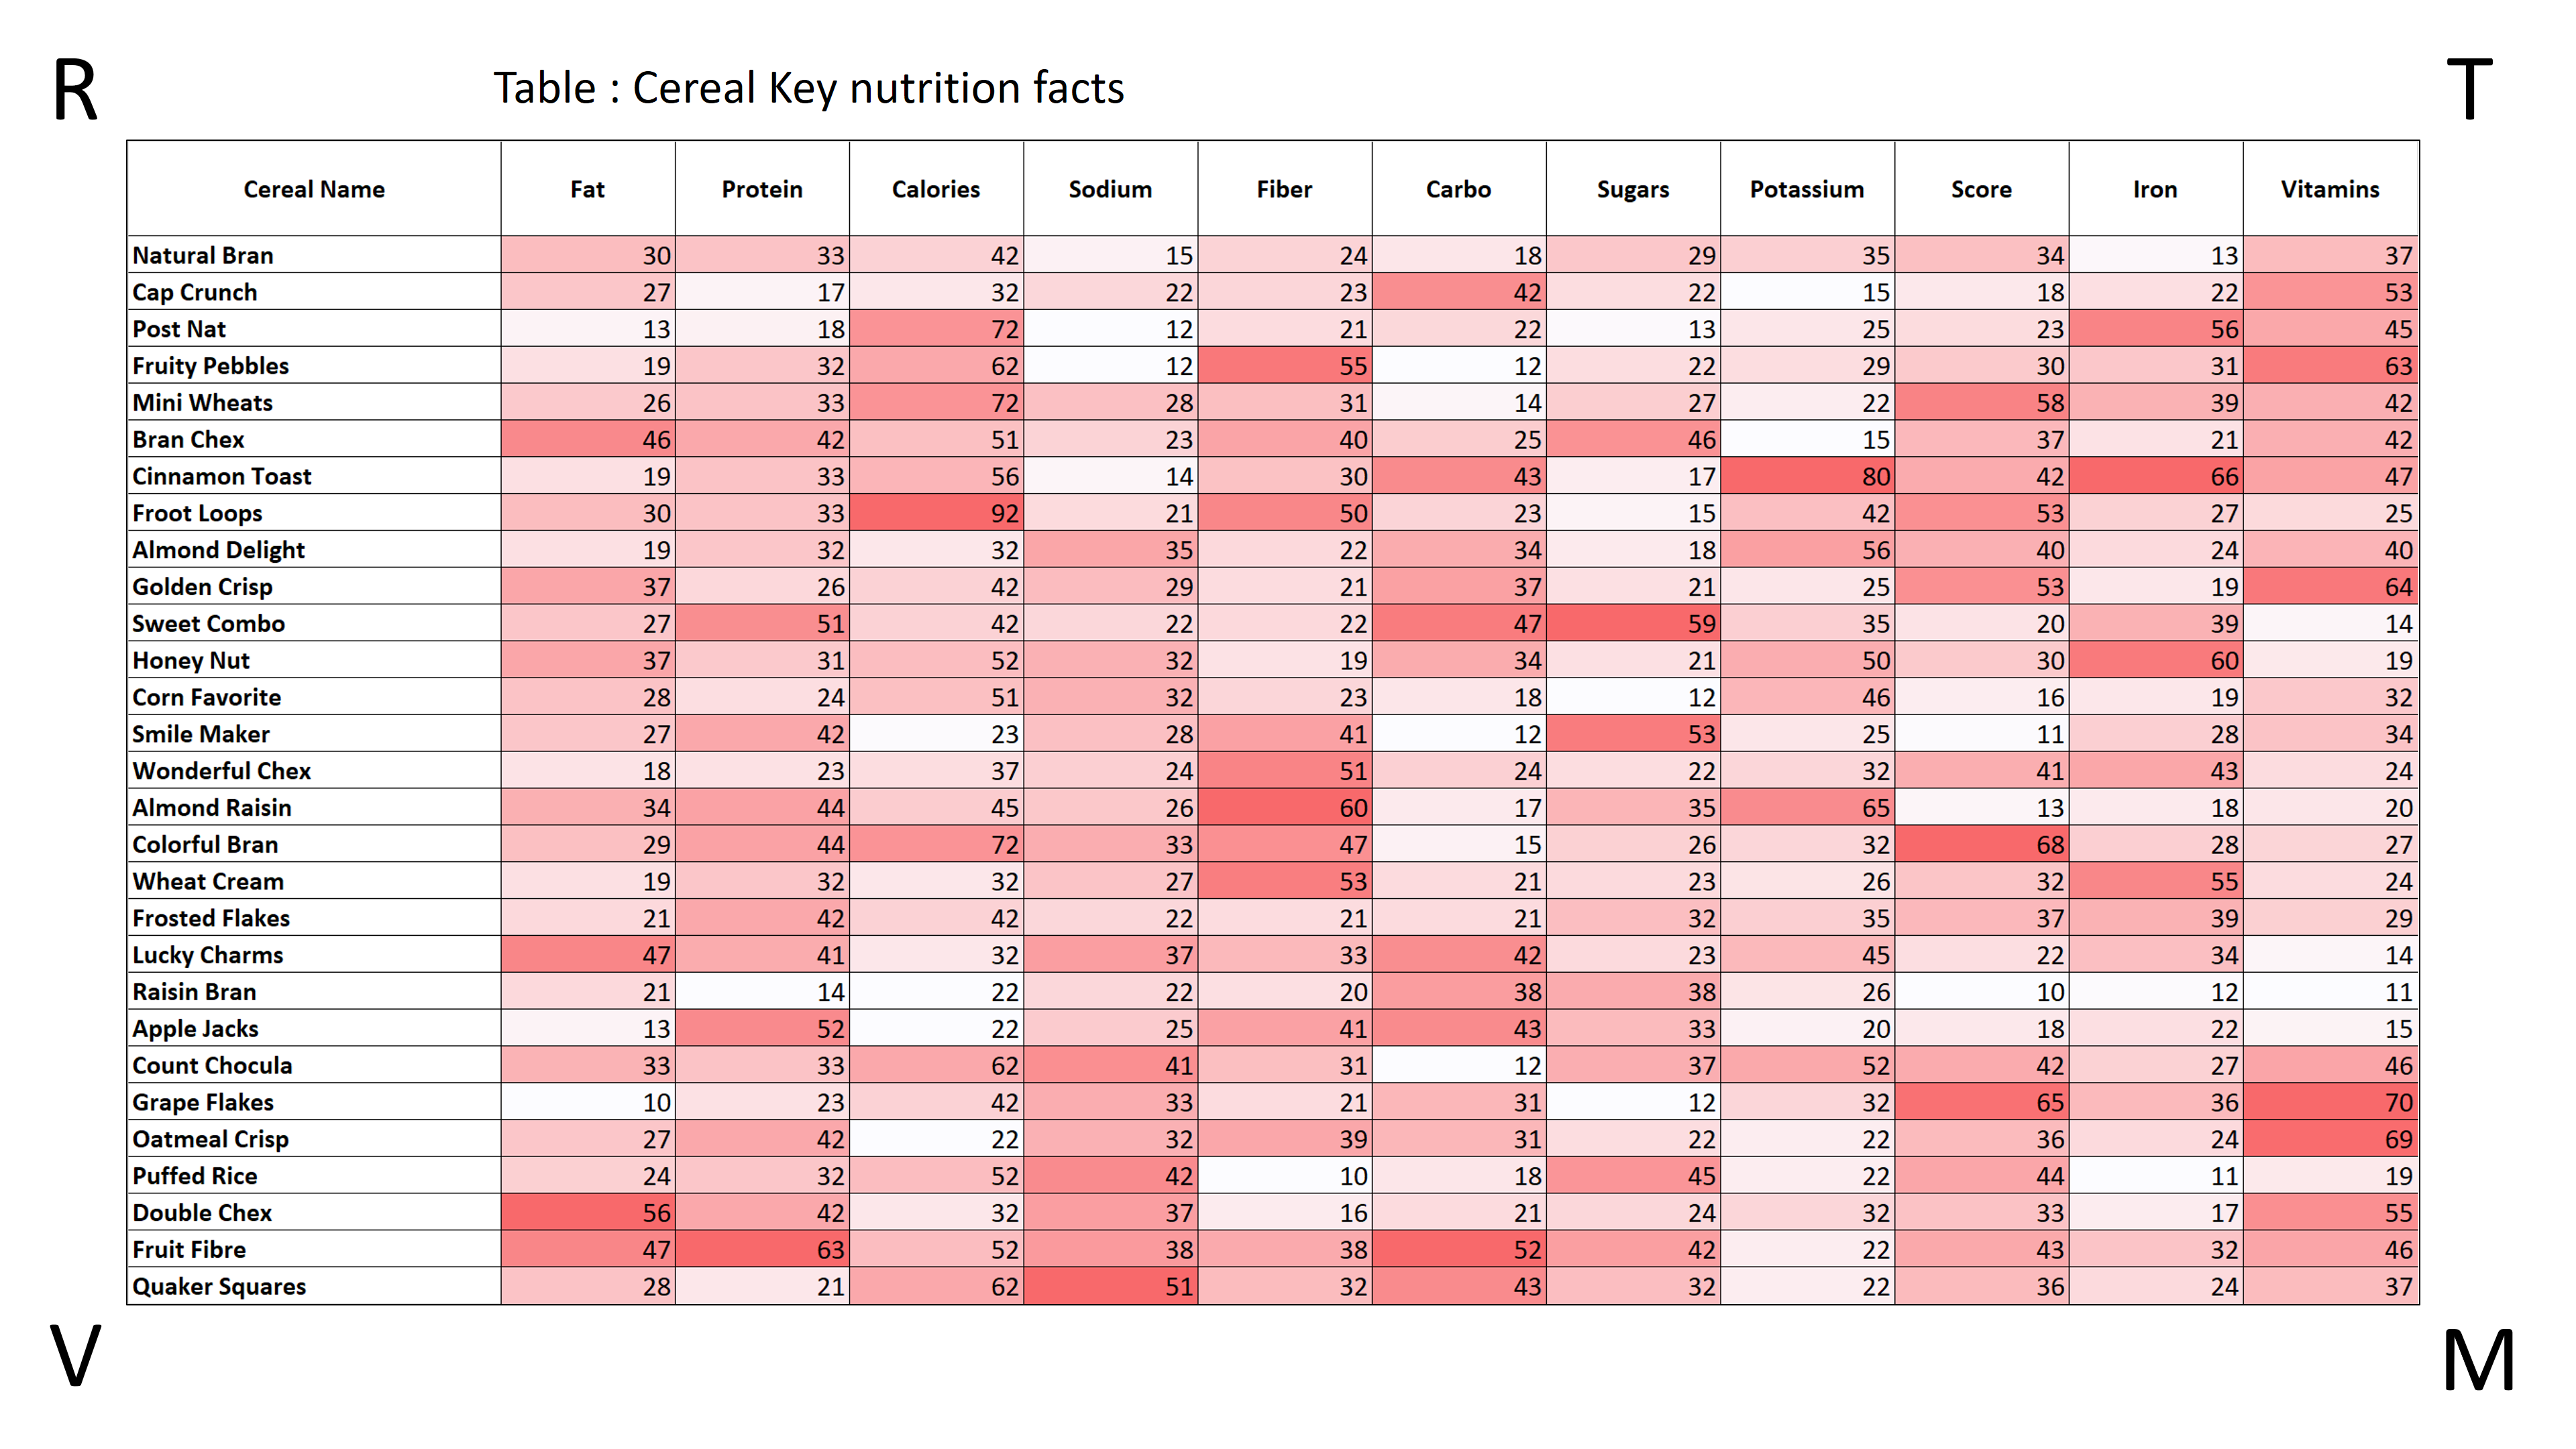 R Table : Cereal Key nutrition facts T
Cereal Name Fat Protein Calories Sodium Fiber Carbo Sugars Potassium Score Iron Vitamins
Natural Bran 30 33 42 15 24 18 29 35 34 13 37
Cap Crunch 27 17 32 22 23 42 22 15 18 22 53
Post Nat 13 18 72 12 21 22 13 25 23 56 45
Fruity Pebbles 19 32 62 12 55 12 22 29 30 31 63
Mini Wheats 26 33 72 28 31 14 27 22 58 39 42
Bran Chex 46 42 51 23 40 25 46 15 37 21 42
Cinnamon Toast 19 33 56 14 30 43 17 80 42 66 47
Froot Loops 30 33 92 21 50 23 15 42 53 27 25
Almond Delight 19 32 32 35 22 34 18 56 40 24 40
Golden Crisp 37 26 42 29 21 37 21 25 53 19 64
Sweet Combo 27 51 42 22 22 47 59 35 20 39 14
Honey Nut 37 31 52 32 19 34 21 50 30 60 19
Corn Favorite 28 24 51 32 23 18 12 46 16 19 32
Smile Maker 27 42 23 28 41 12 53 25 11 28 34
Wonderful Chex 18 23 37 24 51 24 22 32 41 43 24
Almond Raisin 34 44 45 26 60 17 35 65 13 18 20
Colorful Bran 29 44 72 33 47 15 26 32 68 28 27
Wheat Cream 19 32 32 27 53 21 23 26 32 55 24
Frosted Flakes 21 42 42 22 21 21 32 35 37 39 29
Lucky Charms 47 41 32 37 33 42 23 45 22 34 14
Raisin Bran 21 14 22 22 20 38 38 26 10 12 11
Apple Jacks 13 52 22 25 41 43 33 20 18 22 15
Count Chocula 33 33 62 41 31 12 37 52 42 27 46
Grape Flakes 10 23 42 33 21 31 12 32 65 36 70
Oatmeal Crisp 27 42 22 32 39 31 22 22 36 24 69
Puffed Rice 24 32 52 42 10 18 45 22 44 11 19
Double Chex 56 42 32 37 16 21 24 32 33 17 55
Fruit Fibre 47 63 52 38 38 52 42 22 43 32 46
Quaker Squares 28 21 62 51 32 43 32 22 36 24 37
V M